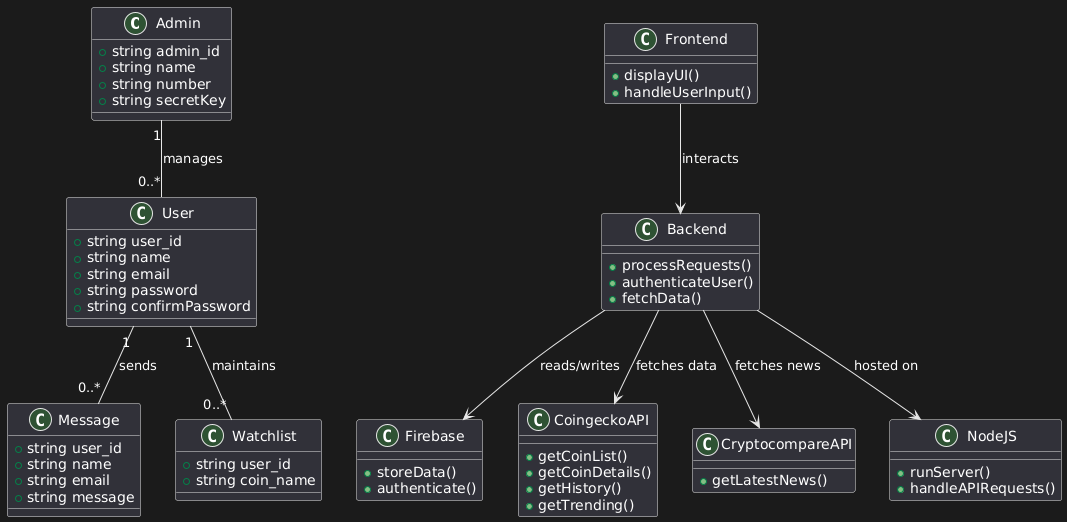 C Admin
string admin_id
string name
string number
string secretKey
1
manages
0..*
C User
string user_id
string name
string email
string password
string confirmPassword
1
sends
0..*
1
maintains
0..*
C Message
string user_id
string name
string email
string message
C Watchlist
string user_id
string coin_name
C Frontend
displayUI()
handleUserInput()
interacts
C Backend
processRequests()
authenticateUser()
fetchData()
reads/writes
fetches data
fetches news
hosted on
C Firebase
storeData()
authenticate()
C CoingeckoAPI
getCoinList()
getCoinDetails()
getHistory()
getTrending()
C CryptocompareAPI
getLatestNews()
C NodeJS
runServer()
handleAPIRequests()